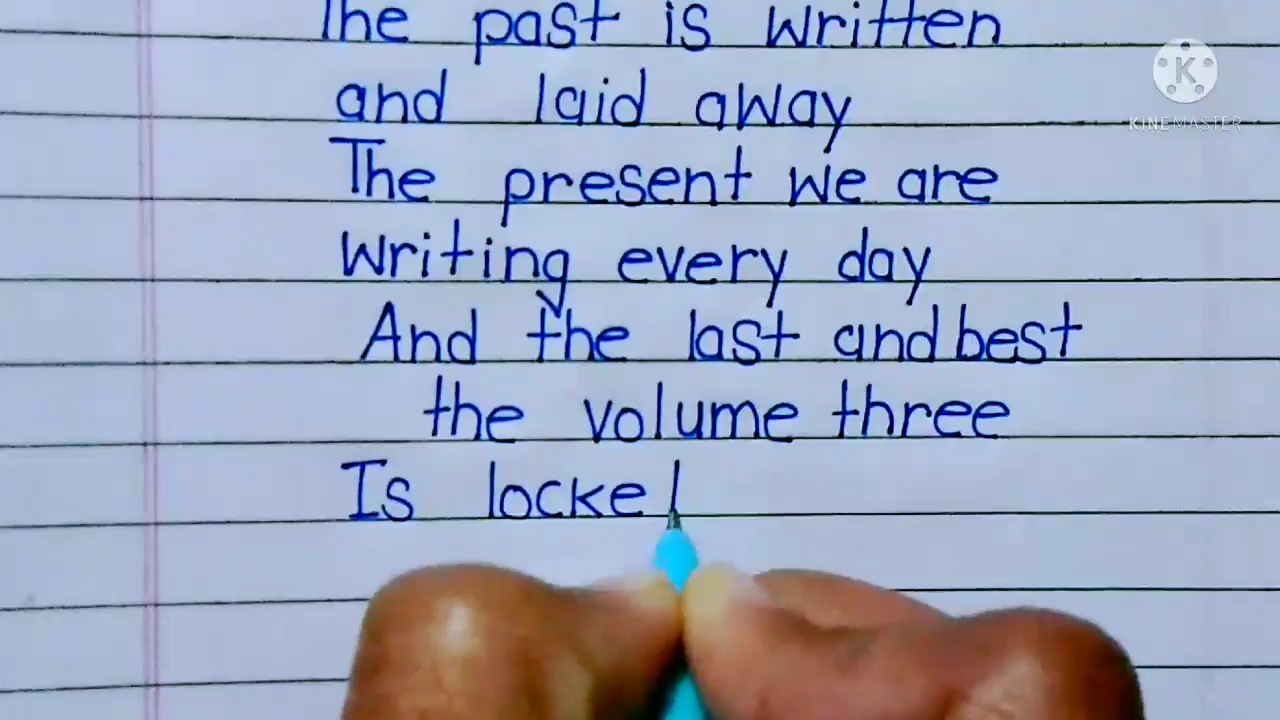 The past is written
and laid away
The present we are
writing every day
And the last and best
the volume three
Is locke
KINEMASTER